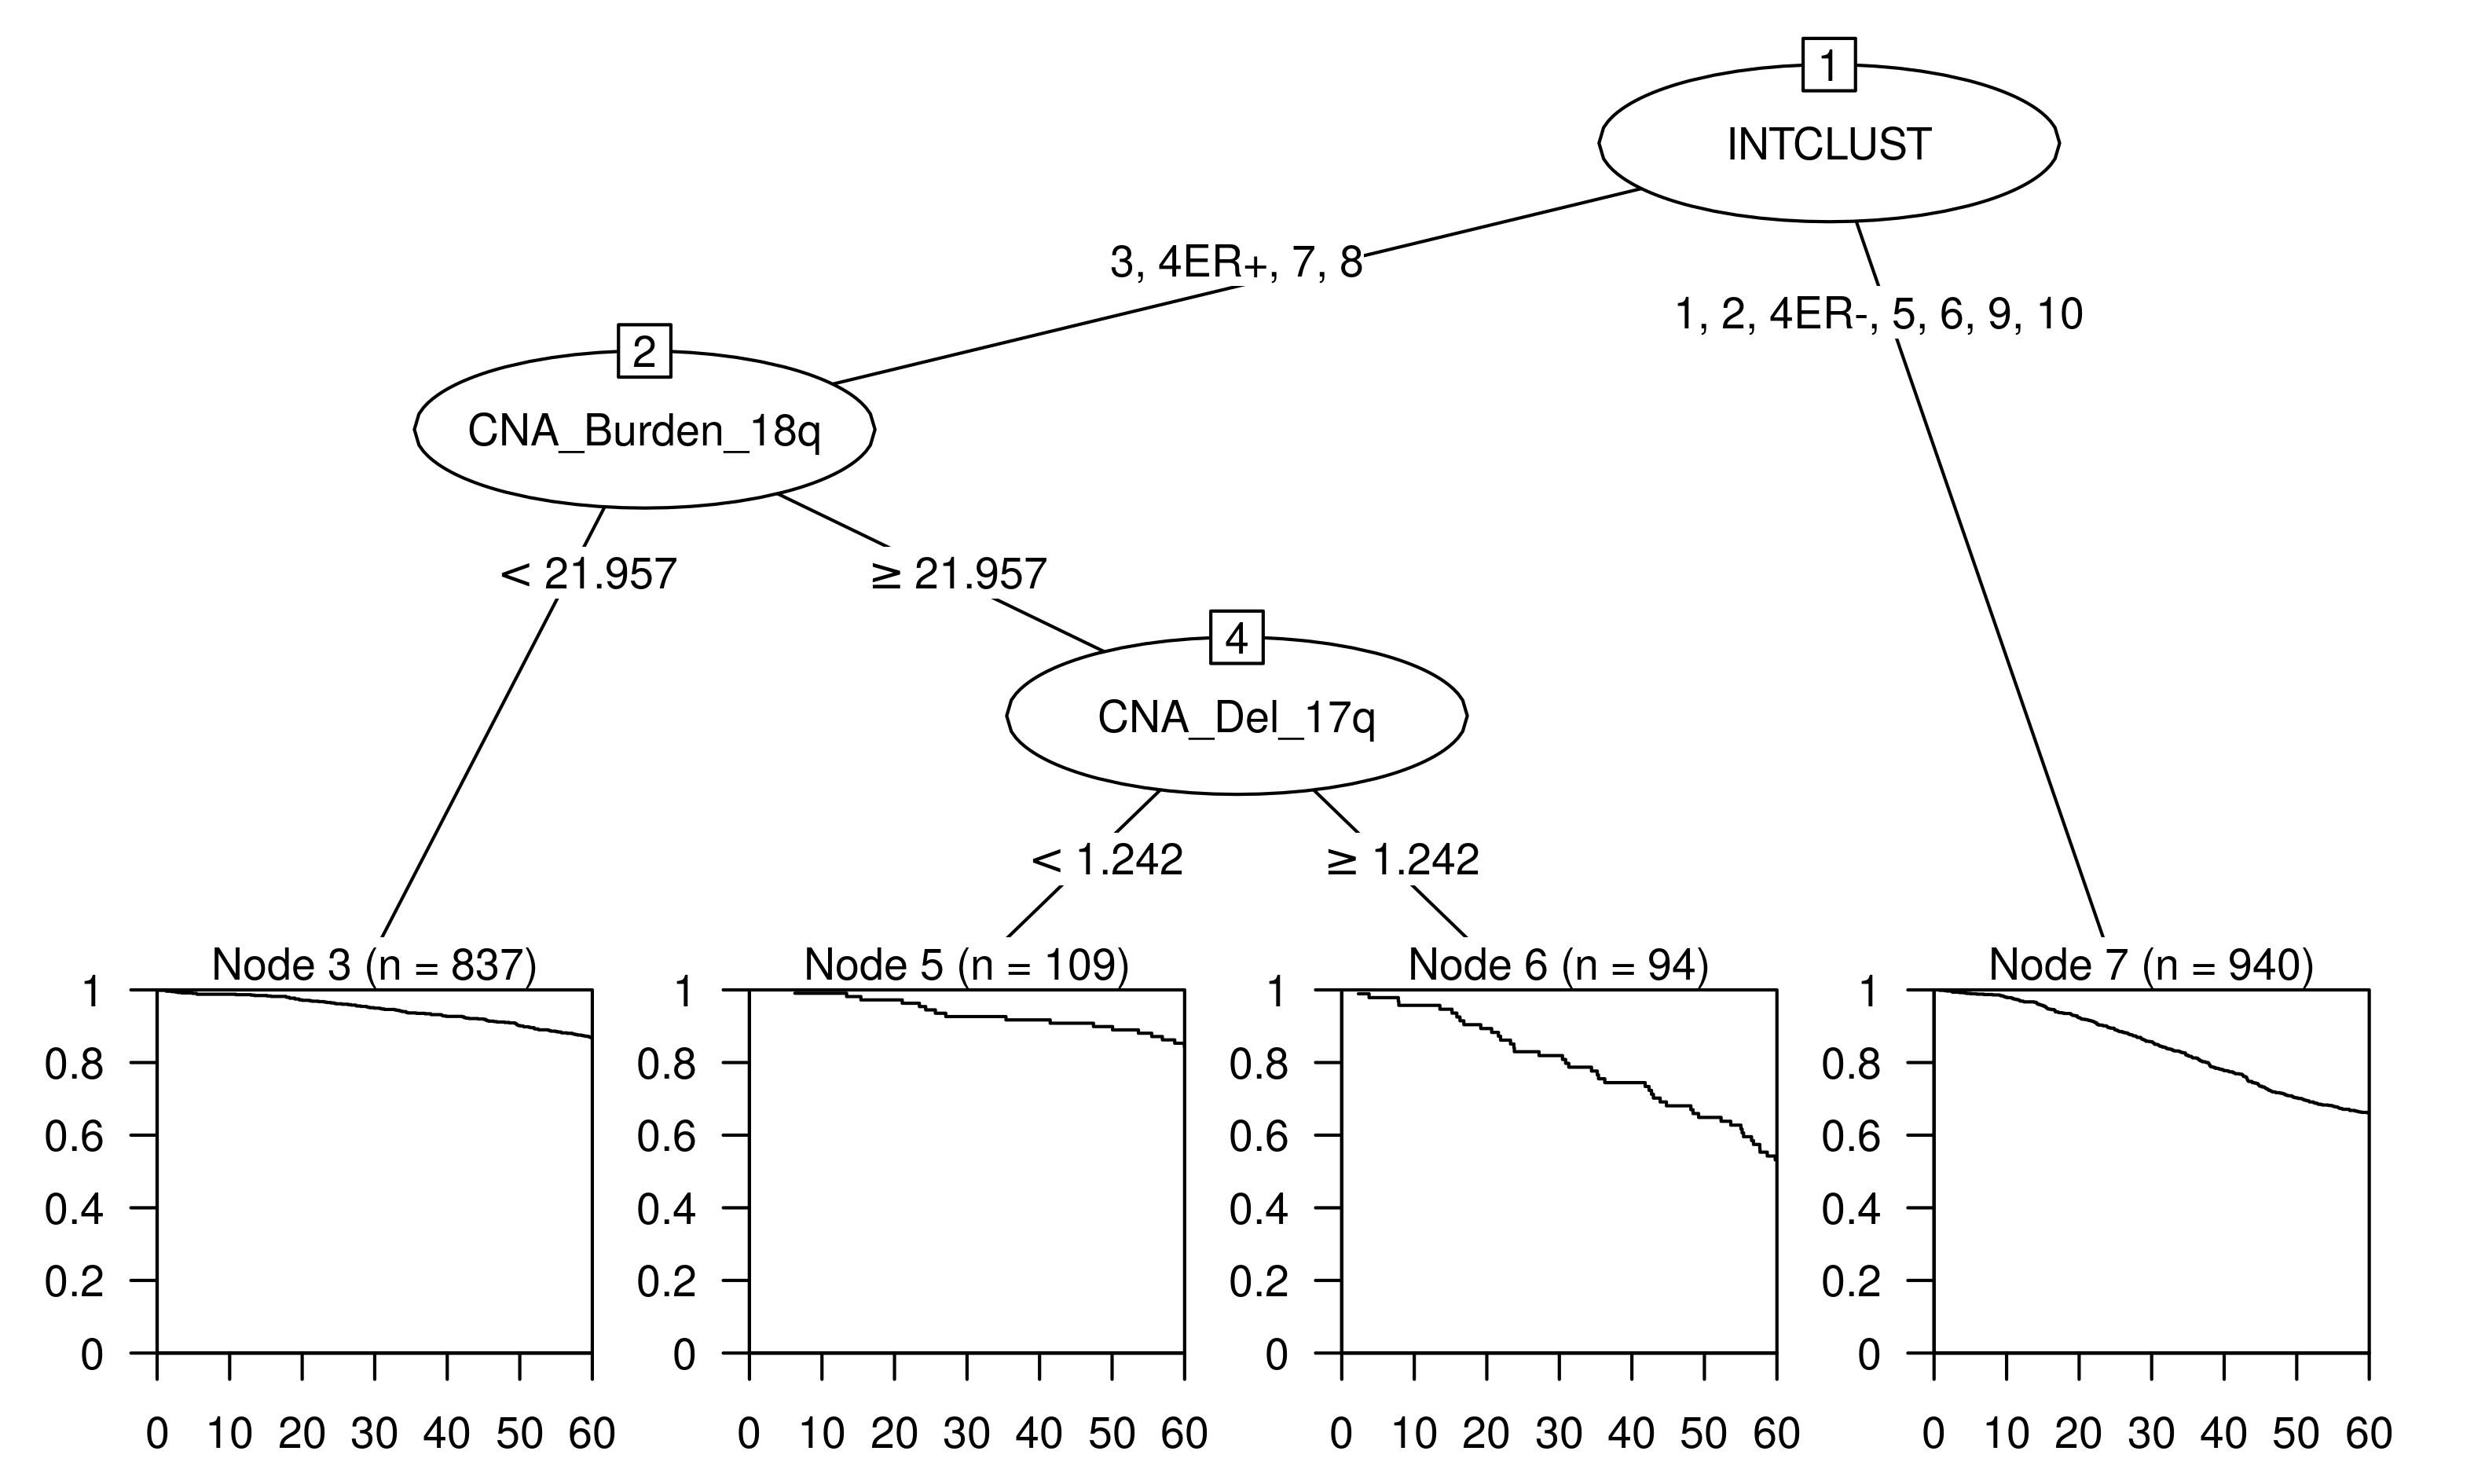 1
INTCLUST
3, 4ER+, 7, 8
1, 2, 4ER-, 5, 6, 9, 10
2
CNA_Burden_18q
< 21.957
≥ 21.957
4
CNA_Del_17q
< 1.242
≥ 1.242
Node 3 (n = 837)
1
0.8
0.6
0.4
0.2
0
0 10 20 30 40 50 60
Node 5 (n = 109)
1
0.8
0.6
0.4
0.2
0
0 10 20 30 40 50 60
Node 6 (n = 94)
1
0.8
0.6
0.4
0.2
0
0 10 20 30 40 50 60
Node 7 (n = 940)
1
0.8
0.6
0.4
0.2
0
0 10 20 30 40 50 60